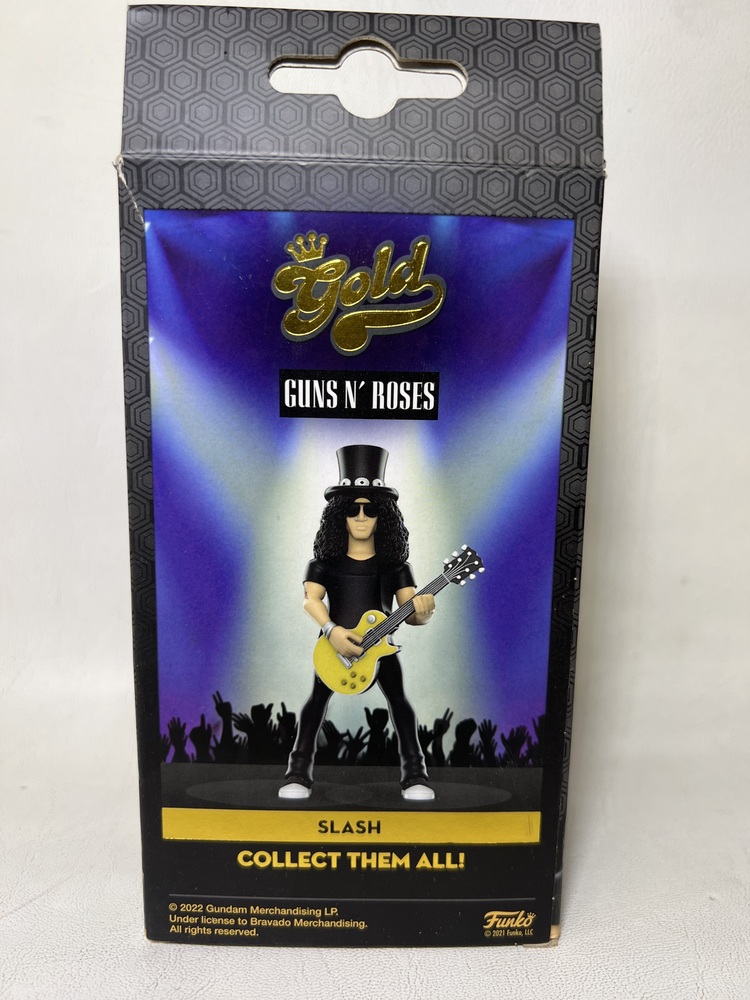 Gold
GUNS N' ROSES
SLASH
COLLECT THEM ALL!
© 2022 Gundam Merchandising LP.
Under license to Bravado Merchandising.
All rights reserved.
Funko
© 2021 Funko, LLC